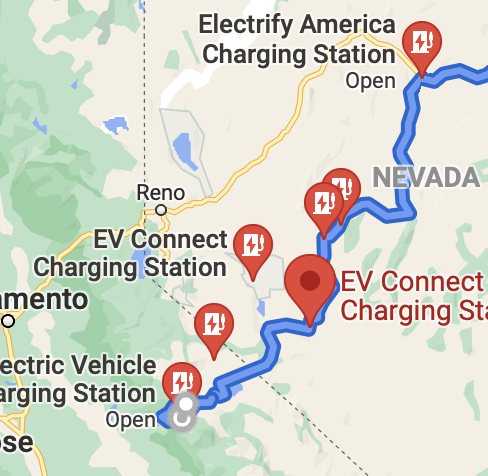 Electrify America
Charging Station
Open
NEVADA
Reno
EV Connect
Charging Station
EV Connect
Charging Sta
amento
ectric Vehicle
arging Station
Open
ose